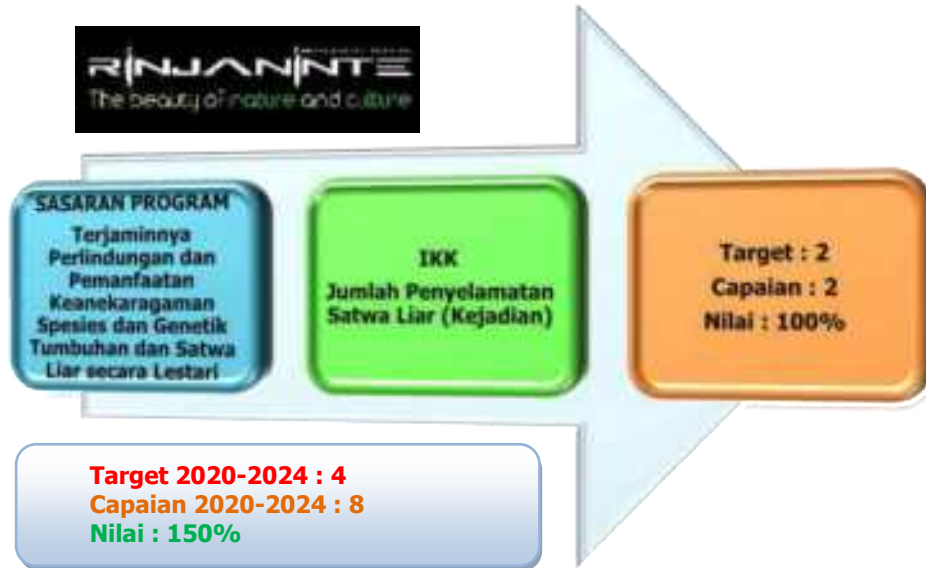 RINJANINTE
The beauty of nature and culture
SASARAN PROGRAM
Terjaminnya
Perlindungan dan
Pemanfaatan
Keanekaragaman
Spesies dan Genetik
Tumbuhan dan Satwa
Liar secara Lestari
IKK
Jumlah Penyelamatan
Satwa Liar (Kejadian)
Target : 2
Capaian : 2
Nilai : 100%
Target 2020-2024 : 4
Capaian 2020-2024 : 8
Nilai : 150%